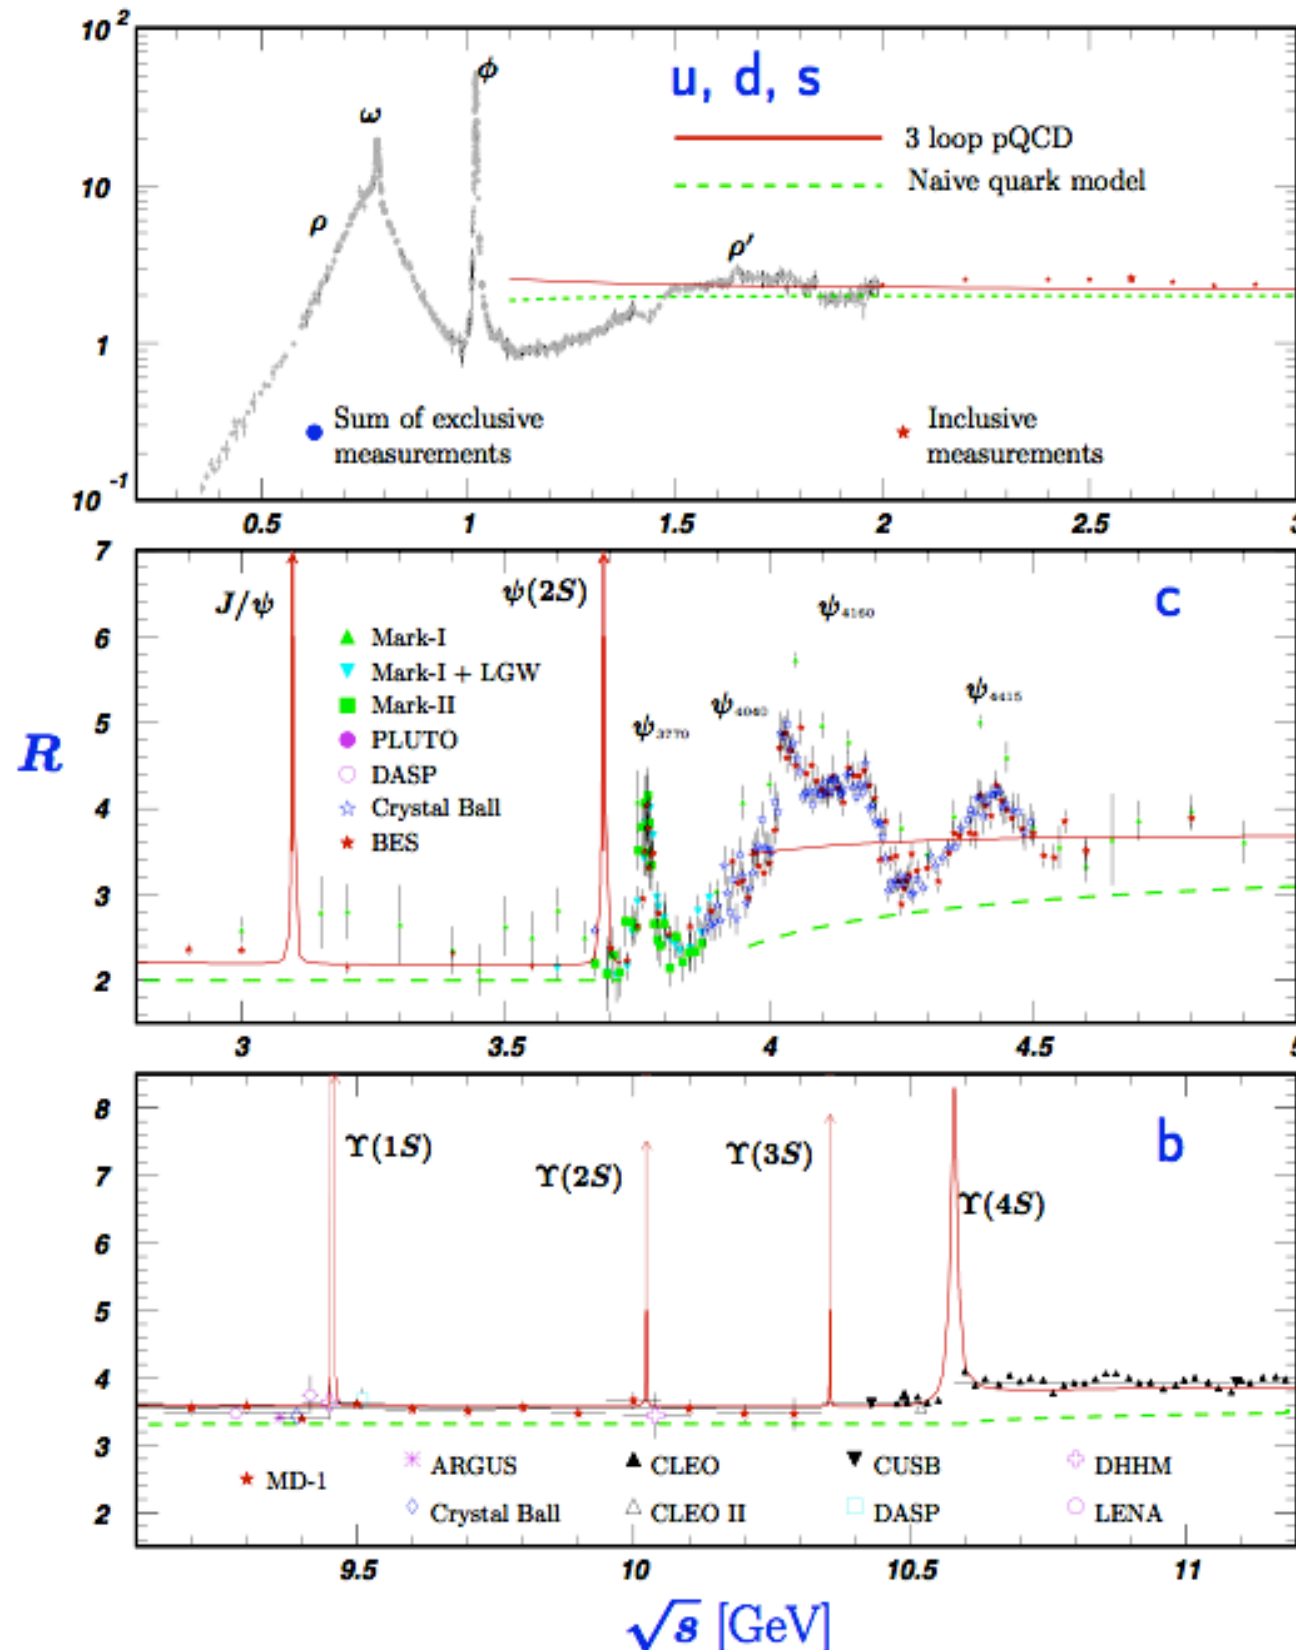 10 ²
ϕ
u, d, s
ω
3 loop pQCD
10
Naive quark model
ρ
ρ′
1
Sum of exclusive
measurements
Inclusive
measurements
10 ⁻¹
0.5 1 1.5 2 2.5 3
7
J/ψ
ψ(2S)
ψ₄₁₆₀
c
6
Mark-I
Mark-I + LGW
ψ₄₄₁₅
5
Mark-II
ψ₄₀₄₀
ψ₃₇₇₀
R
PLUTO
DASP
4
Crystal Ball
BES
3
2
3 3.5 4 4.5 5
8
ϒ(1S)
b
7
ϒ(2S)
ϒ(3S)
ϒ(4S)
6
5
4
3
MD-1
ARGUS
CLEO
CUSB
DHHM
2
Crystal Ball
CLEO II
DASP
LENA
9.5 10 10.5 11
√s [GeV]